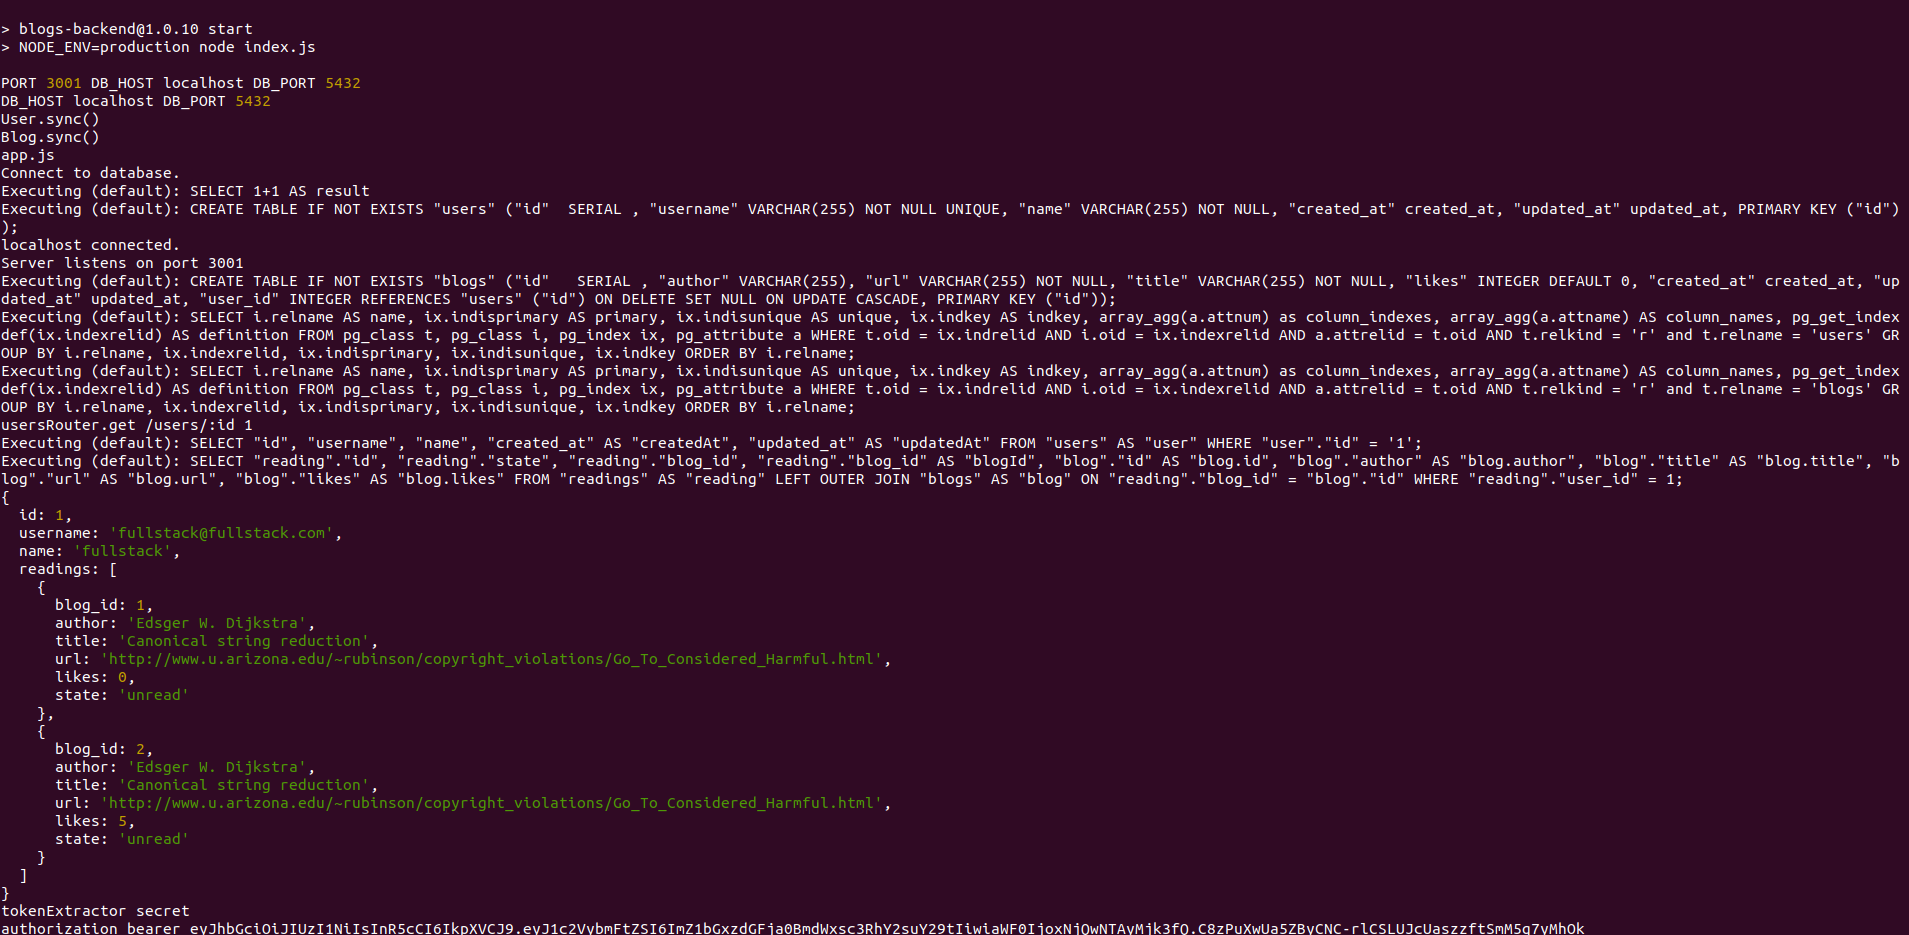 > blogs-backend@1.0.10 start
> NODE_ENV=production node index.js
PORT 3001 DB_HOST localhost DB_PORT 5432
DB_HOST localhost DB_PORT 5432
User.sync()
Blog.sync()
app.js
Connect to database.
Executing (default): SELECT 1+1 AS result
Executing (default): CREATE TABLE IF NOT EXISTS "users" ("id"  SERIAL , "username" VARCHAR(255) NOT NULL UNIQUE, "name" VARCHAR(255) NOT NULL, "created_at" created_at, "updated_at" updated_at, PRIMARY KEY ("id")
);
localhost connected.
Server listens on port 3001
Executing (default): CREATE TABLE IF NOT EXISTS "blogs" ("id"   SERIAL , "author" VARCHAR(255), "url" VARCHAR(255) NOT NULL, "title" VARCHAR(255) NOT NULL, "likes" INTEGER DEFAULT 0, "created_at" created_at, "up
dated_at" updated_at, "user_id" INTEGER REFERENCES "users" ("id") ON DELETE SET NULL ON UPDATE CASCADE, PRIMARY KEY ("id"));
Executing (default): SELECT i.relname AS name, ix.indisprimary AS primary, ix.indisunique AS unique, ix.indkey AS indkey, array_agg(a.attnum) as column_indexes, array_agg(a.attname) AS column_names, pg_get_index
def(ix.indexrelid) AS definition FROM pg_class t, pg_class i, pg_index ix, pg_attribute a WHERE t.oid = ix.indrelid AND i.oid = ix.indexrelid AND a.attrelid = t.oid AND t.relkind = 'r' and t.relname = 'users' GR
OUP BY i.relname, ix.indexrelid, ix.indisprimary, ix.indisunique, ix.indkey ORDER BY i.relname;
Executing (default): SELECT i.relname AS name, ix.indisprimary AS primary, ix.indisunique AS unique, ix.indkey AS indkey, array_agg(a.attnum) as column_indexes, array_agg(a.attname) AS column_names, pg_get_index
def(ix.indexrelid) AS definition FROM pg_class t, pg_class i, pg_index ix, pg_attribute a WHERE t.oid = ix.indrelid AND i.oid = ix.indexrelid AND a.attrelid = t.oid AND t.relkind = 'r' and t.relname = 'blogs' GR
OUP BY i.relname, ix.indexrelid, ix.indisprimary, ix.indisunique, ix.indkey ORDER BY i.relname;
usersRouter.get /users/:id 1
Executing (default): SELECT "id", "username", "name", "created_at" AS "createdAt", "updated_at" AS "updatedAt" FROM "users" AS "user" WHERE "user"."id" = '1';
Executing (default): SELECT "reading"."id", "reading"."state", "reading"."blog_id", "reading"."blog_id" AS "blogId", "blog"."id" AS "blog.id", "blog"."author" AS "blog.author", "blog"."title" AS "blog.title", "b
log"."url" AS "blog.url", "blog"."likes" AS "blog.likes" FROM "readings" AS "reading" LEFT OUTER JOIN "blogs" AS "blog" ON "reading"."blog_id" = "blog"."id" WHERE "reading"."user_id" = 1;
{
  id: 1,
  username: 'fullstack@fullstack.com',
  name: 'fullstack',
  readings: [
    {
      blog_id: 1,
      author: 'Edsger W. Dijkstra',
      title: 'Canonical string reduction',
      url: 'http://www.u.arizona.edu/~rubinson/copyright_violations/Go_To_Considered_Harmful.html',
      likes: 0,
      state: 'unread'
    },
    {
      blog_id: 2,
      author: 'Edsger W. Dijkstra',
      title: 'Canonical string reduction',
      url: 'http://www.u.arizona.edu/~rubinson/copyright_violations/Go_To_Considered_Harmful.html',
      likes: 5,
      state: 'unread'
    }
  ]
}
tokenExtractor secret
authorization bearer eyJhbGciOiJIUzI1NiIsInR5cCI6IkpXVCJ9.eyJ1c2VybmFtZSI6ImZ1bGxzdGFja0BmdWxsc3RhY2suY29tIiwiaWF0IjoxNjQwNTAyMjk3fQ.C8zPuXwUa5ZByCNC-rlCSLUJcUaszzftSmM5q7yMhOk